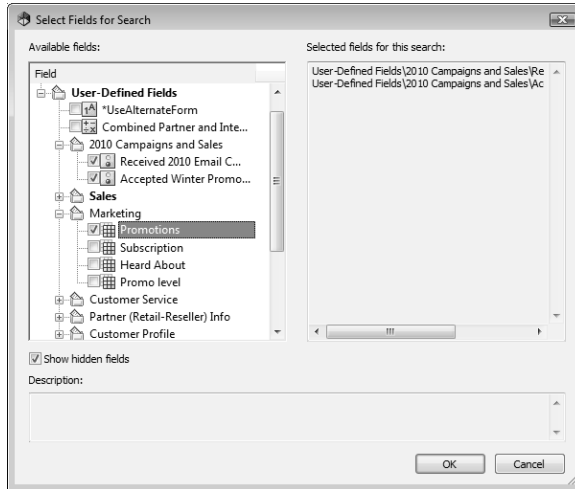 Select Fields for Search
Available fields:
Selected fields for this search:
Field
User-Defined Fields
*UseAlternateForm
Combined Partner and Inte...
2010 Campaigns and Sales
Received 2010 Email C...
Accepted Winter Promo...
Sales
Marketing
Promotions
Subscription
Heard About
Promo level
Customer Service
Partner (Retail-Reseller) Info
Customer Profile
User-Defined Fields\2010 Campaigns and Sales\Re
User-Defined Fields\2010 Campaigns and Sales\Ac
Show hidden fields
Description:
OK
Cancel